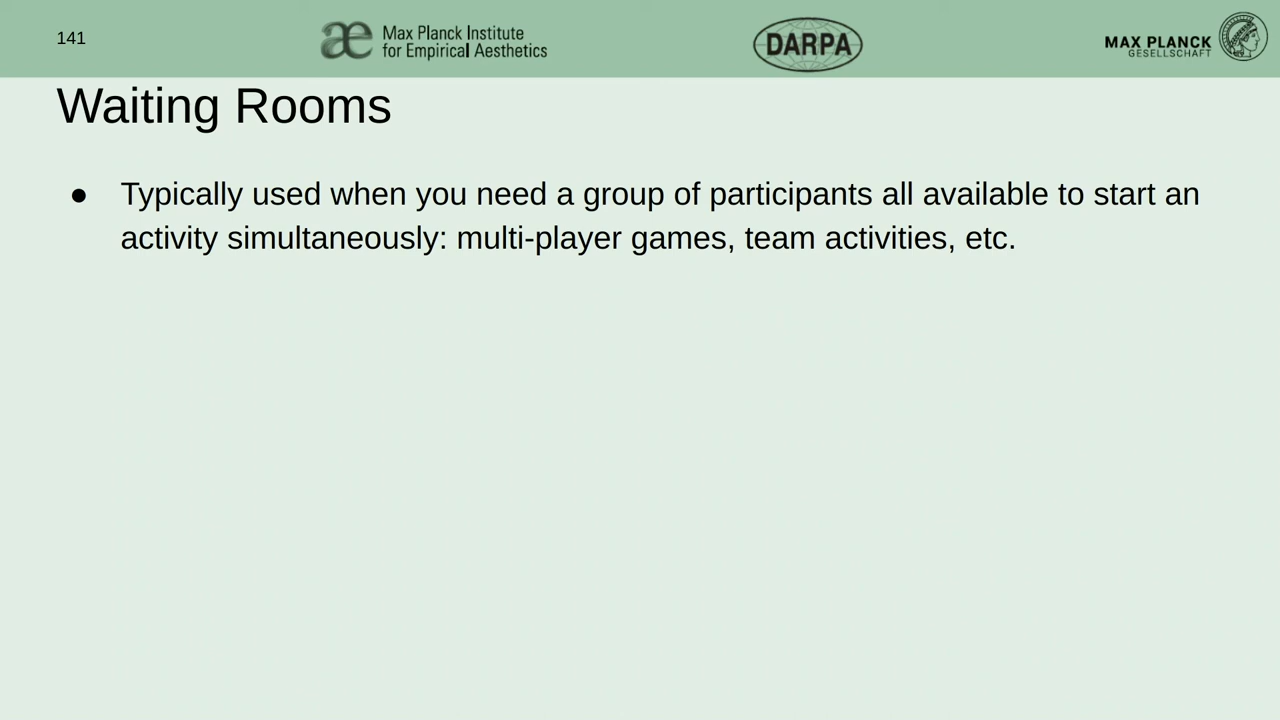 141
æ Max Planck Institute
for Empirical Aesthetics
DARPA
MAX PLANCK
GESELLSCHAFT
Waiting Rooms
● Typically used when you need a group of participants all available to start an
activity simultaneously: multi-player games, team activities, etc.